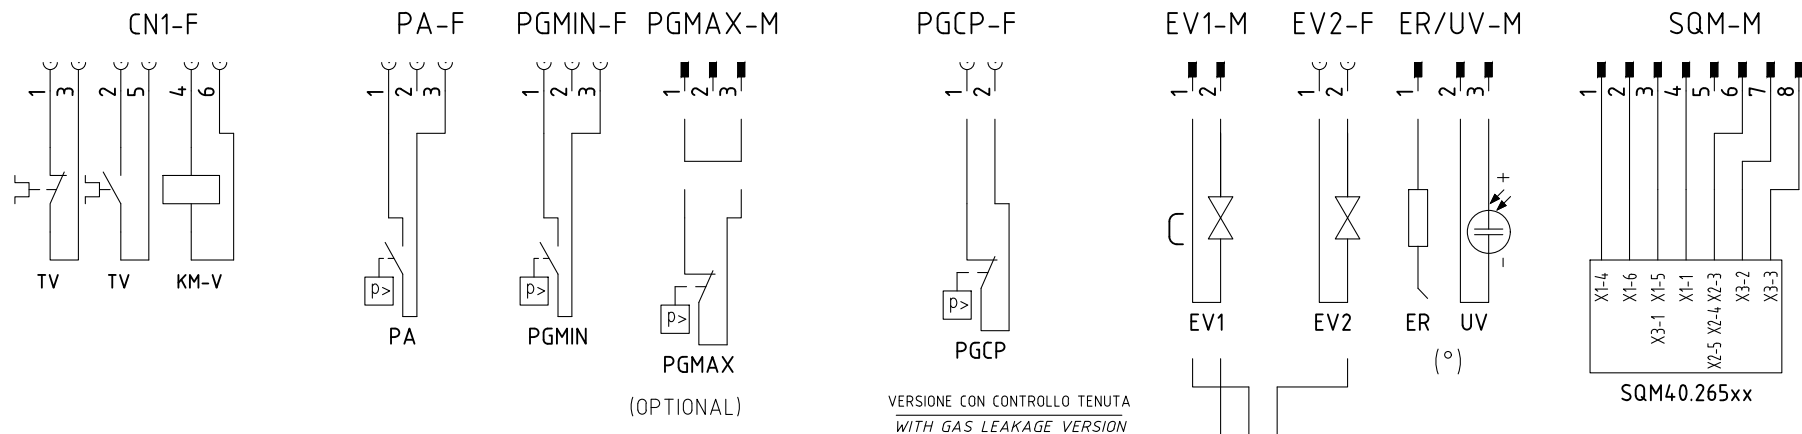 CN1-F PA-F PGMIN-F PGMAX-M PGCP-F EV1-M EV2-F ER/UV-M SQM-M
1 3 2 5 4 6 1 2 3 1 2 3 1 2 3 1 2 1 2 1 2 1 2 3 1 2 3 4 5 6 7 8
+
p> p> p> p>
-
TV TV KM-V
PA PGMIN PGMAX PGCP
EV1 EV2 ER UV
X1-4 X1-6 X3-1 X1-5 X1-1 X2-5 X2-4 X2-3 X3-2 X3-3
(°)
SQM40.265xx
(OPTIONAL)
VERSIONE CON CONTROLLO TENUTA
WITH GAS LEAKAGE VERSION